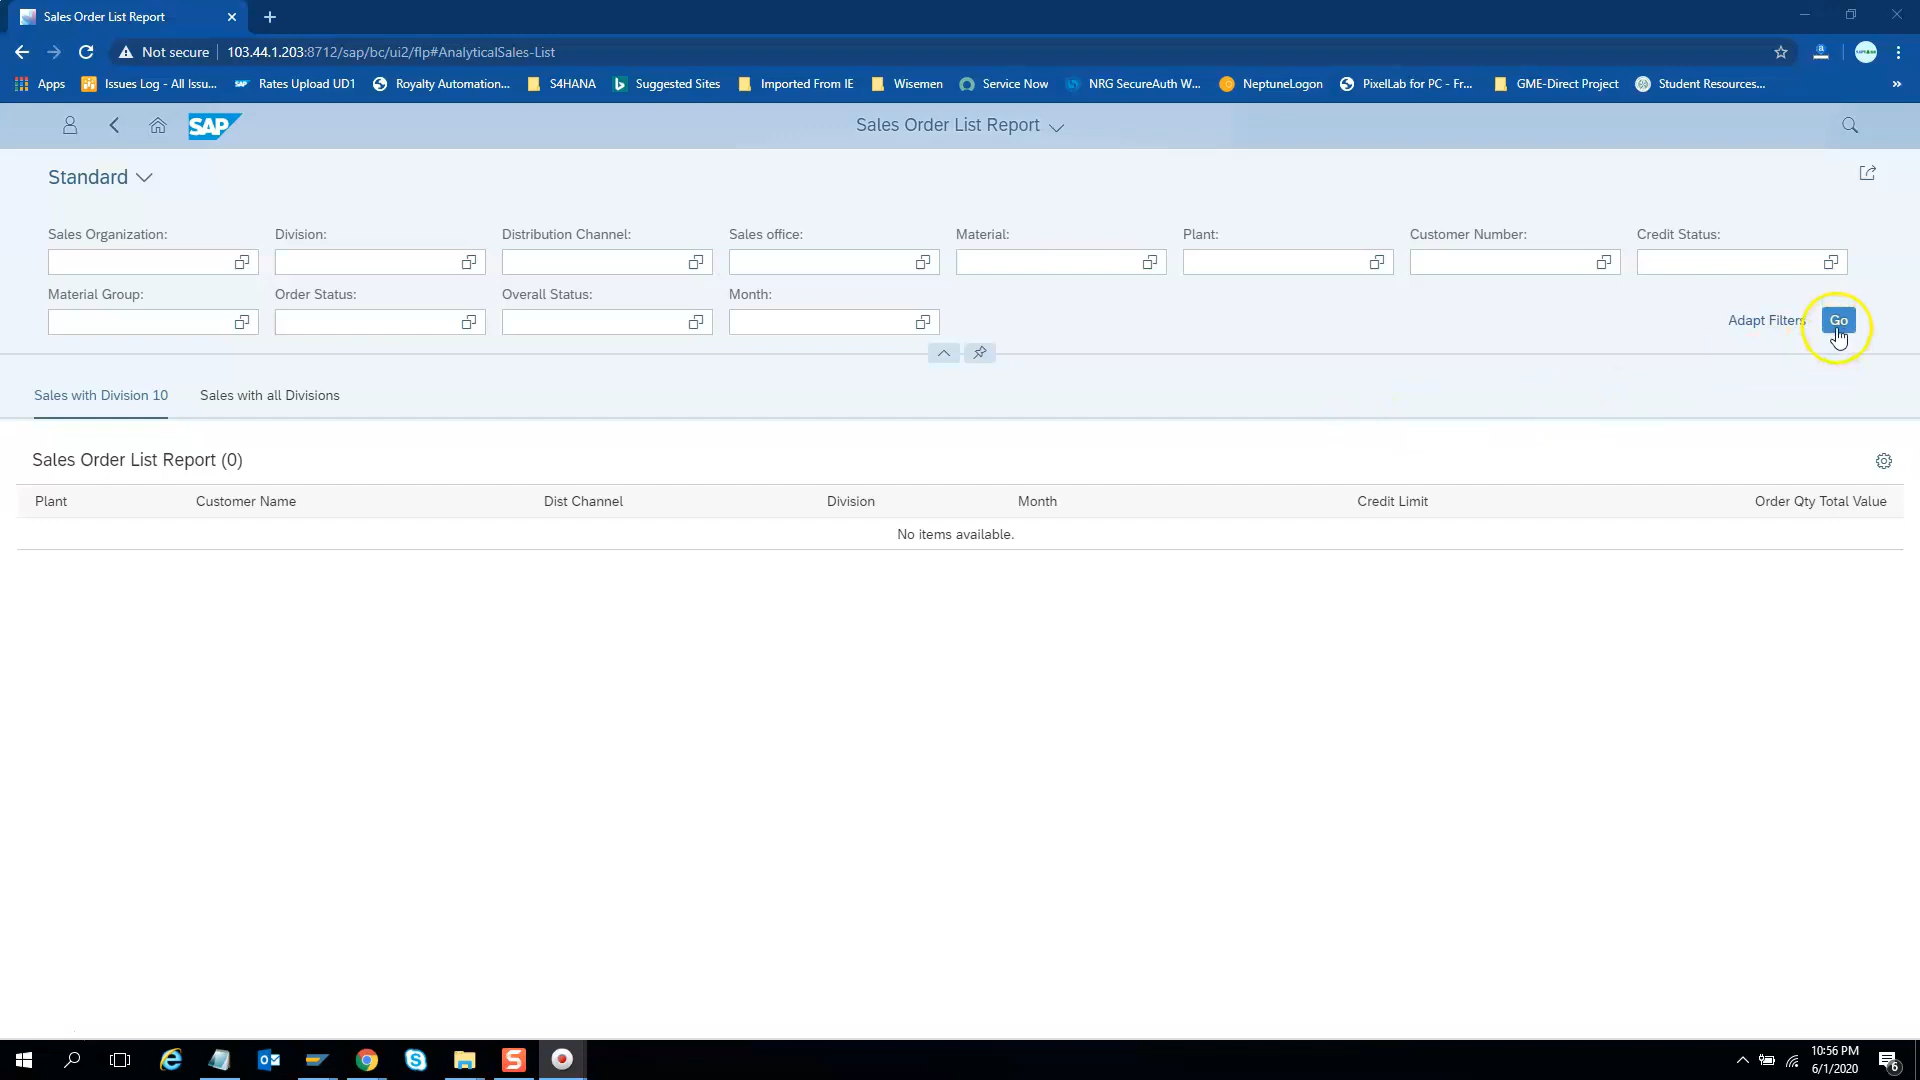 Sales Order List Report
Not secure 103.44.1.203:8712/sap/bc/ui2/flp#AnalyticalSales-List
Apps Issues Log - All Issu... Rates Upload UD1 Royalty Automation... S4HANA Suggested Sites Imported From IE Wisemen Service Now NRG SecureAuth W... NeptuneLogon PixelLab for PC - Fr... GME-Direct Project Student Resources... »
SAP Sales Order List Report
Standard
Sales Organization: Division: Distribution Channel: Sales office: Material: Plant: Customer Number: Credit Status:
Material Group: Order Status: Overall Status: Month:
Adapt Filters Go
Sales with Division 10 Sales with all Divisions
Sales Order List Report (0)
Plant Customer Name Dist Channel Division Month Credit Limit Order Qty Total Value
No items available.
10:56 PM
6/1/2020
6